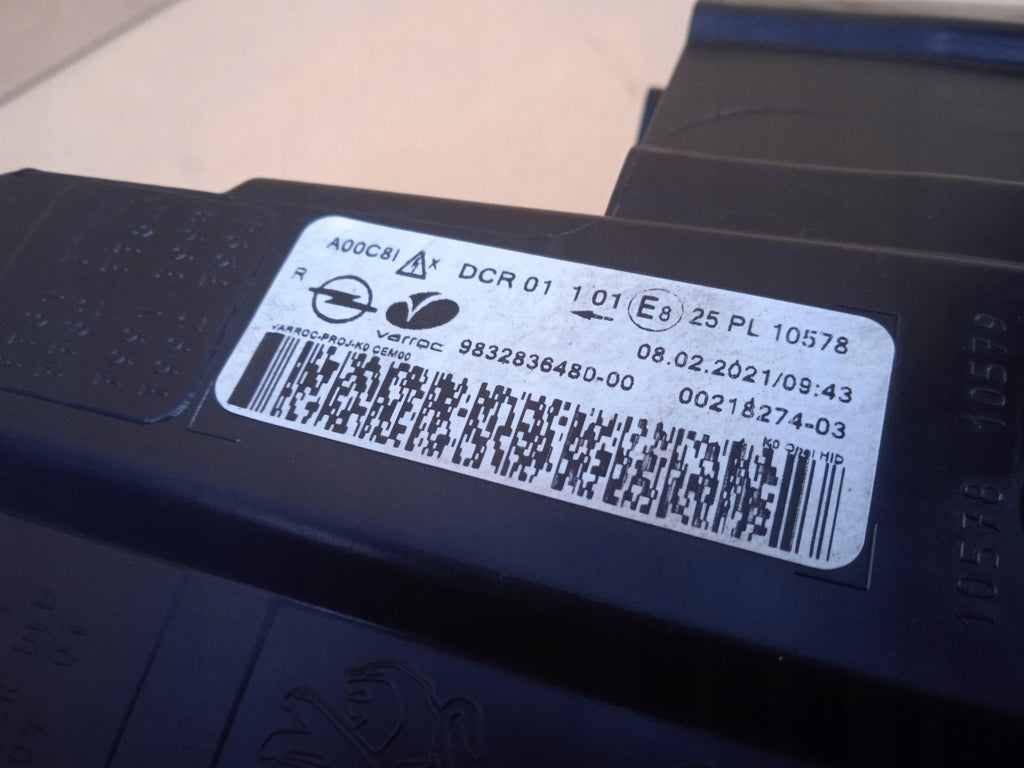 A00C8I X DCR 01 1 01 E8 25 PL 10578
R
varroc 9832836480-00 08.02.2021/09:43
VARROC-PROJ-K0 CEM00 00218274-03
K0 Opel HID
10578 10579